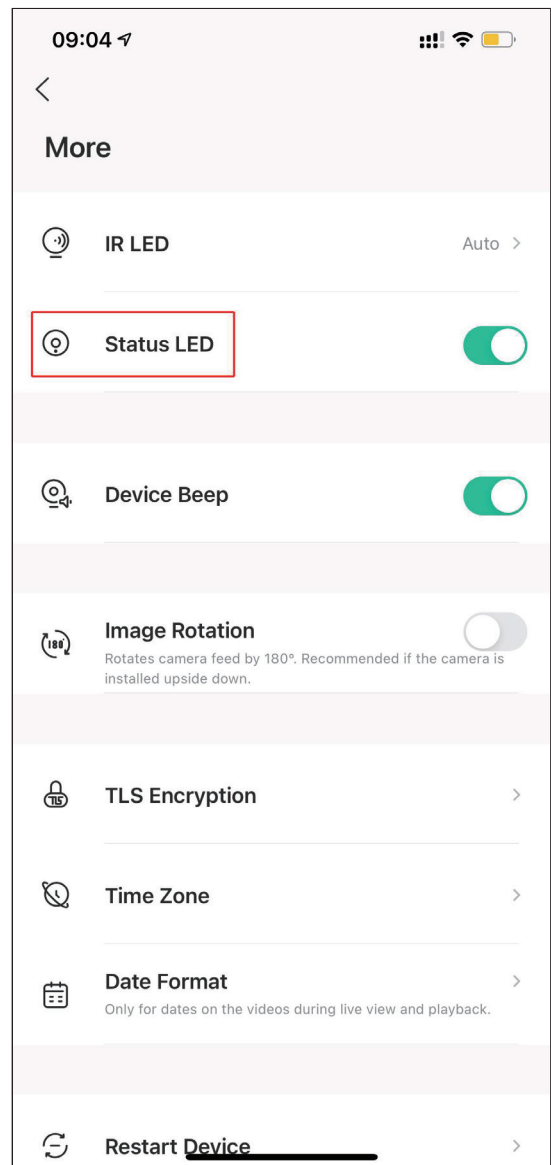 09:04
More
IR LED
Auto
Status LED
Device Beep
180°
Image Rotation
Rotates camera feed by 180°. Recommended if the camera is
installed upside down.
TLS
TLS Encryption
Time Zone
Date Format
Only for dates on the videos during live view and playback.
Restart Device